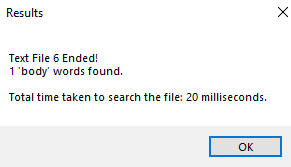 Results
Text File 6 Ended!
1 'body' words found.
Total time taken to search the file: 20 milliseconds.
OK